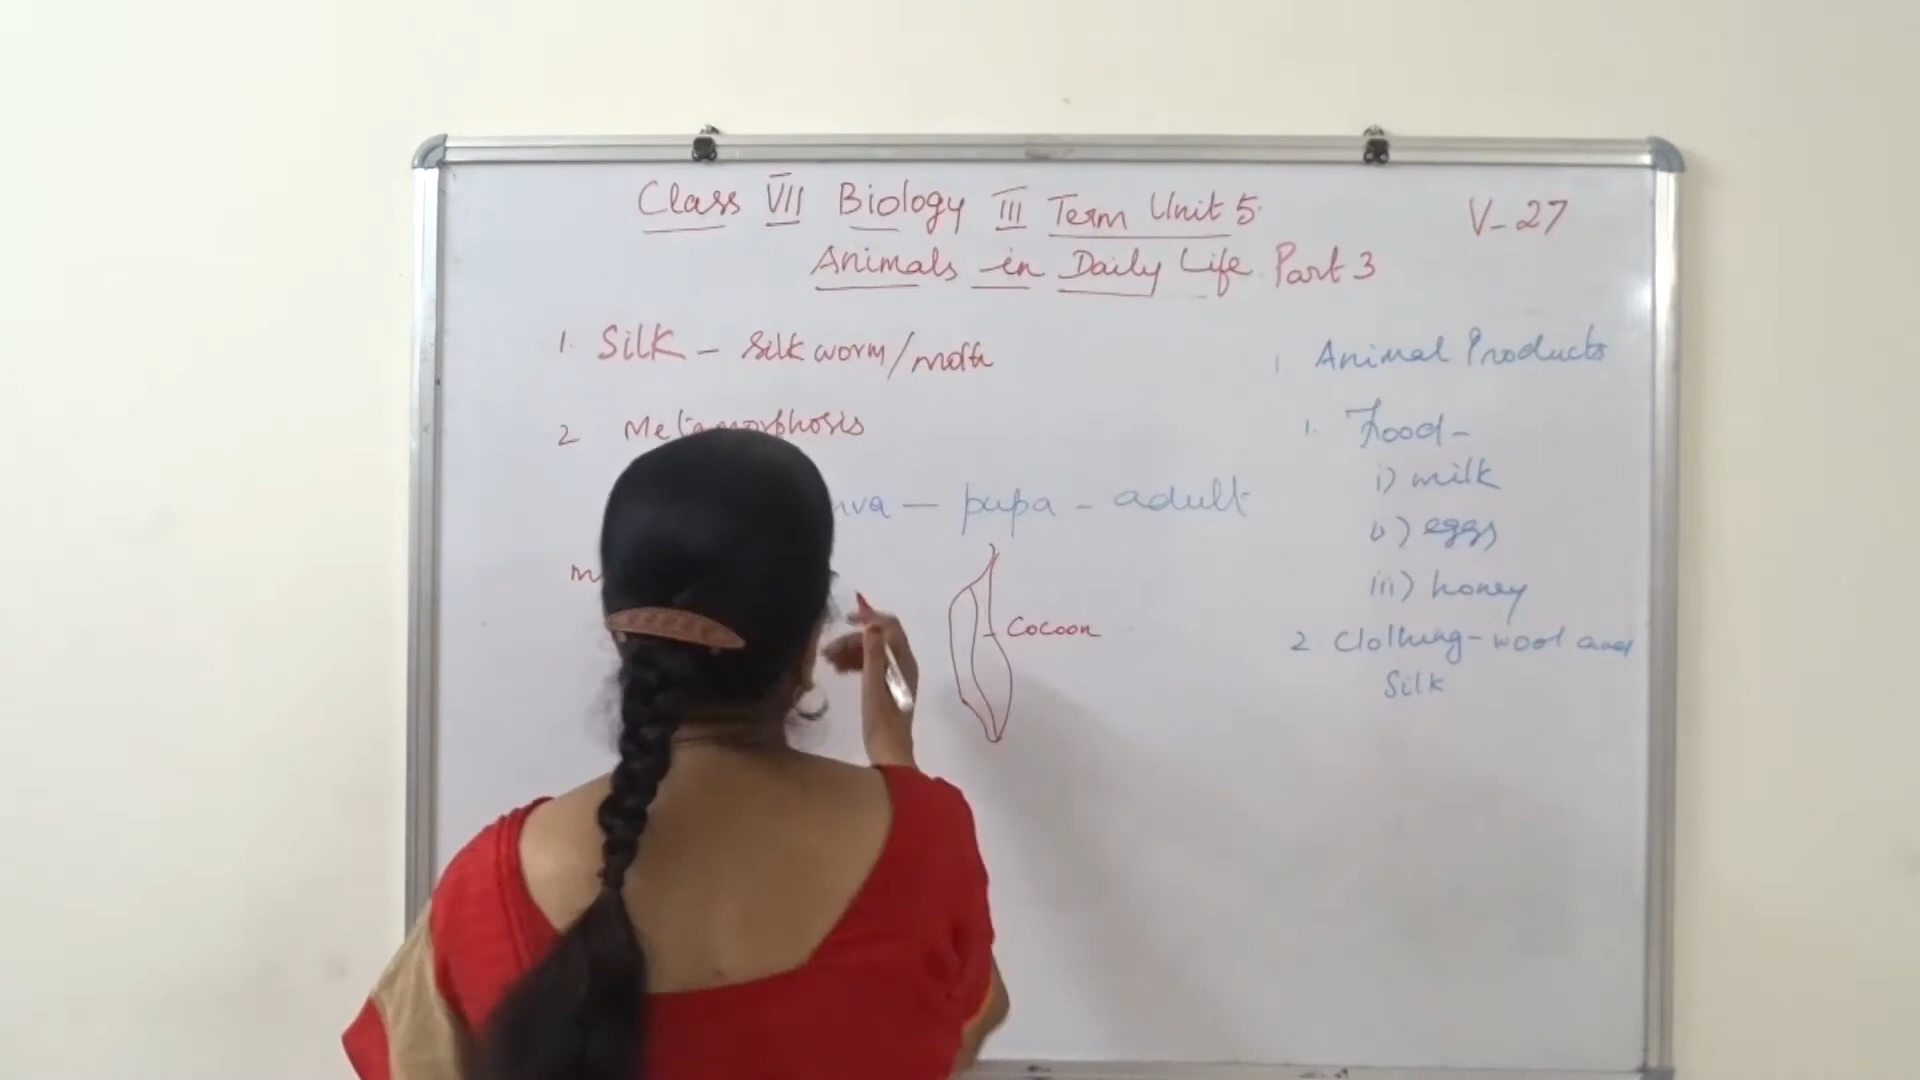 Class VII Biology III Term Unit 5.
Animals in Daily Life Part 3
V-27
1. Silk - Silk worm/moth
2 Metamorphosis
— pupa - adult
Cocoon
Animal Products
1. Food -
i) milk
ii) eggs
iii) honey
2 Clothing - wool and
Silk